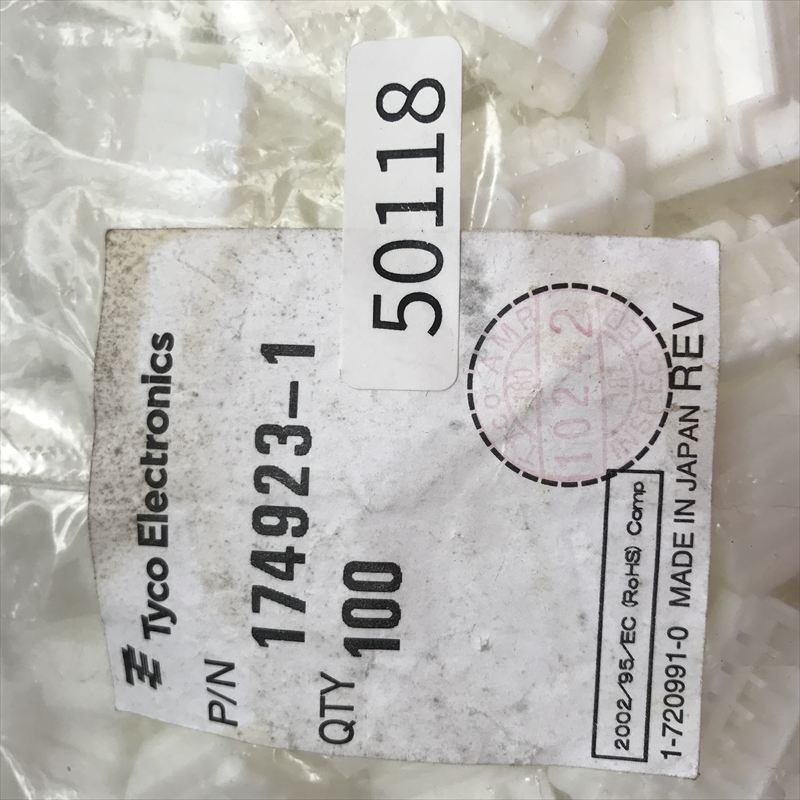 50118
Tyco Electronics
P/N 174923-1
QTY 100
10242
2002/95/EC (RoHS) Comp
1-720991-0 MADE IN JAPAN REV